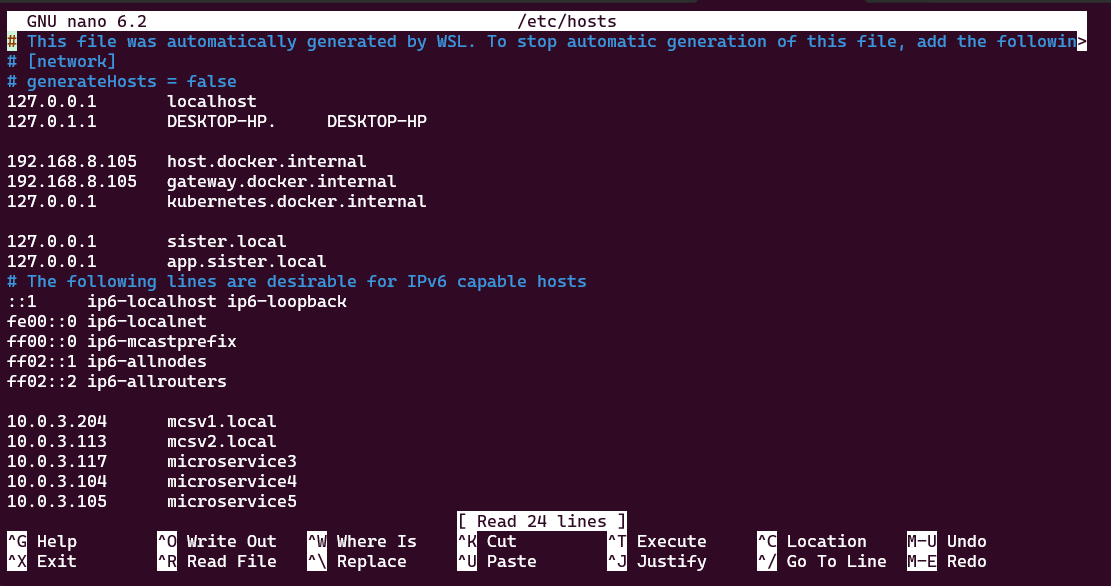 GNU nano 6.2 /etc/hosts
# This file was automatically generated by WSL. To stop automatic generation of this file, add the followin>
# [network]
# generateHosts = false
127.0.0.1 localhost
127.0.1.1 DESKTOP-HP. DESKTOP-HP
192.168.8.105 host.docker.internal
192.168.8.105 gateway.docker.internal
127.0.0.1 kubernetes.docker.internal
127.0.0.1 sister.local
127.0.0.1 app.sister.local
# The following lines are desirable for IPv6 capable hosts
::1 ip6-localhost ip6-loopback
fe00::0 ip6-localnet
ff00::0 ip6-mcastprefix
ff02::1 ip6-allnodes
ff02::2 ip6-allrouters
10.0.3.204 mcsv1.local
10.0.3.113 mcsv2.local
10.0.3.117 microservice3
10.0.3.104 microservice4
10.0.3.105 microservice5
[ Read 24 lines ]
^G Help ^O Write Out ^W Where Is ^K Cut ^T Execute ^C Location M-U Undo
^X Exit ^R Read File ^\ Replace ^U Paste ^J Justify ^/ Go To Line M-E Redo